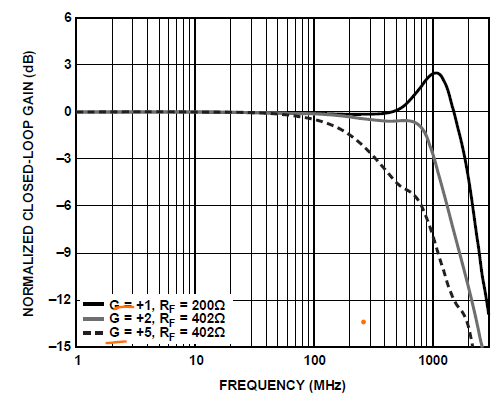 6
3
0
–3
–6
–9
–12
–15
NORMALIZED CLOSED-LOOP GAIN (dB)
G = +1, RF = 200Ω
G = +2, RF = 402Ω
G = +5, RF = 402Ω
1 10 100 1000
FREQUENCY (MHz)